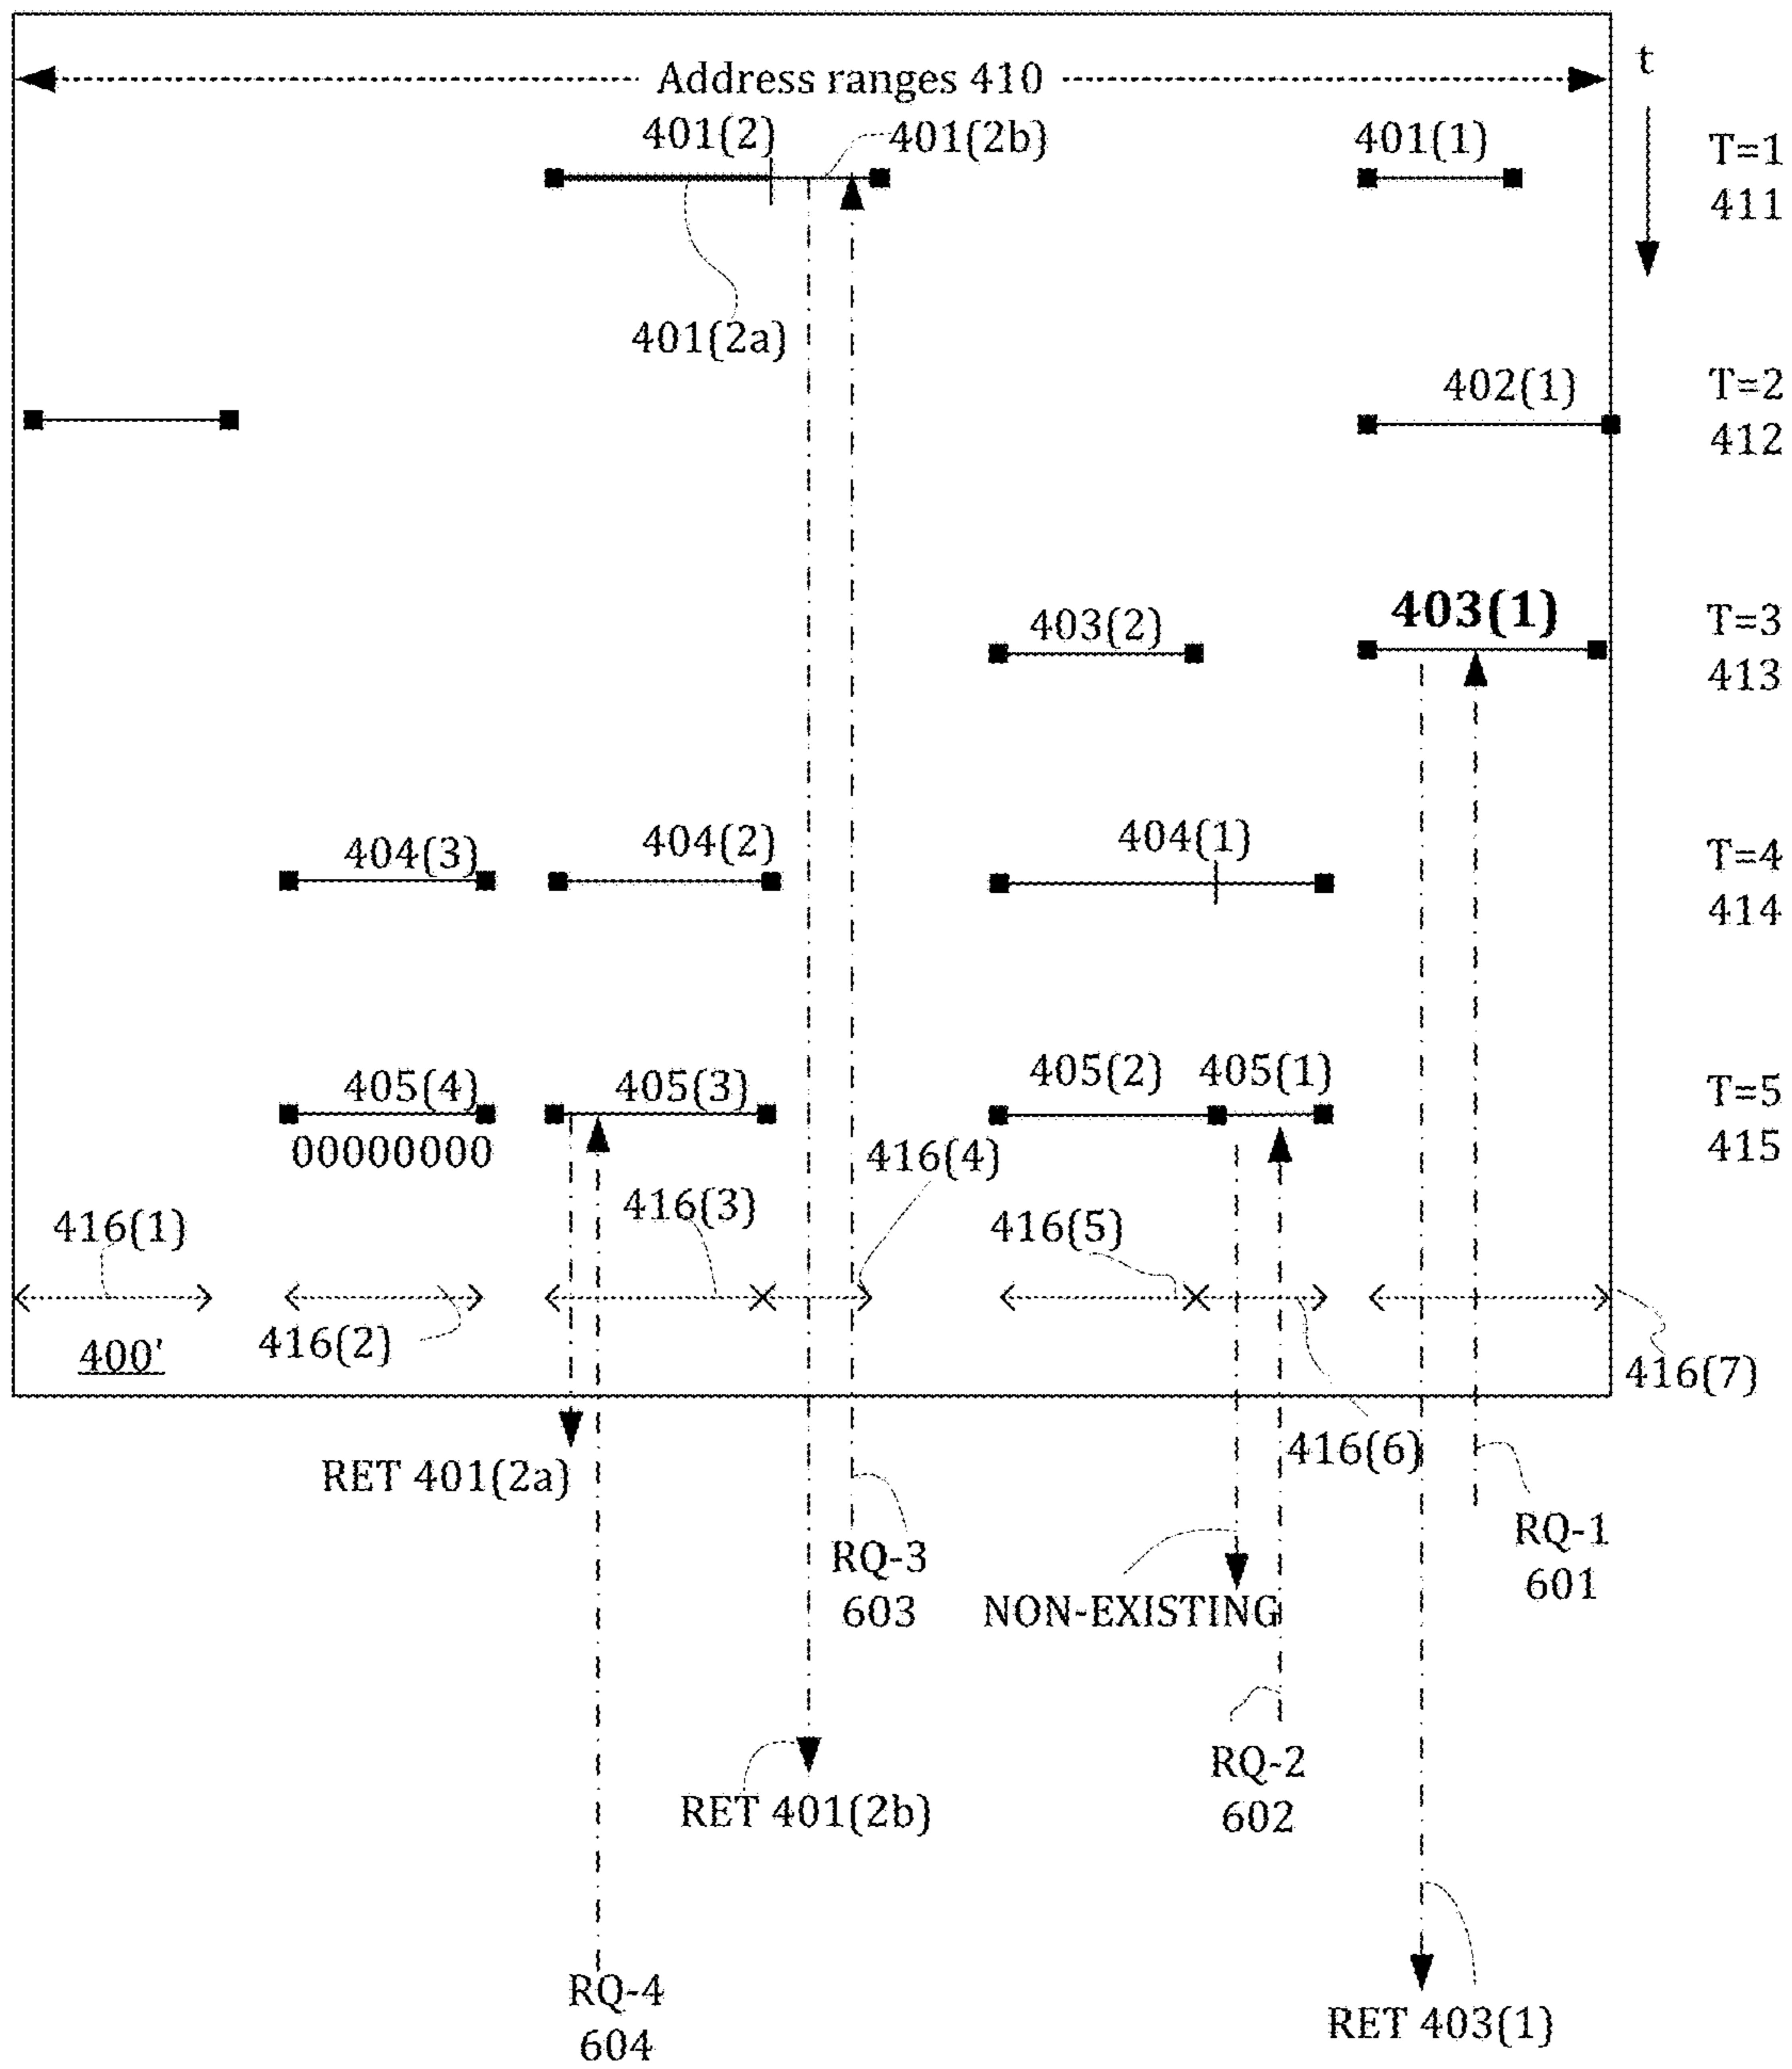 Address ranges 410
t
401(2)
401(2b)
401(1)
T=1
411
401(2a)
402(1)
T=2
412
403(2)
403(1)
T=3
413
404(3)
404(2)
404(1)
T=4
414
405(4)
405(3)
405(2)
405(1)
T=5
415
00000000
416(4)
416(1)
416(3)
416(5)
416(2)
400'
416(7)
416(6)
RET 401(2a)
RQ-3
603
RQ-1
601
NON-EXISTING
RQ-2
602
RET 401(2b)
RQ-4
604
RET 403(1)